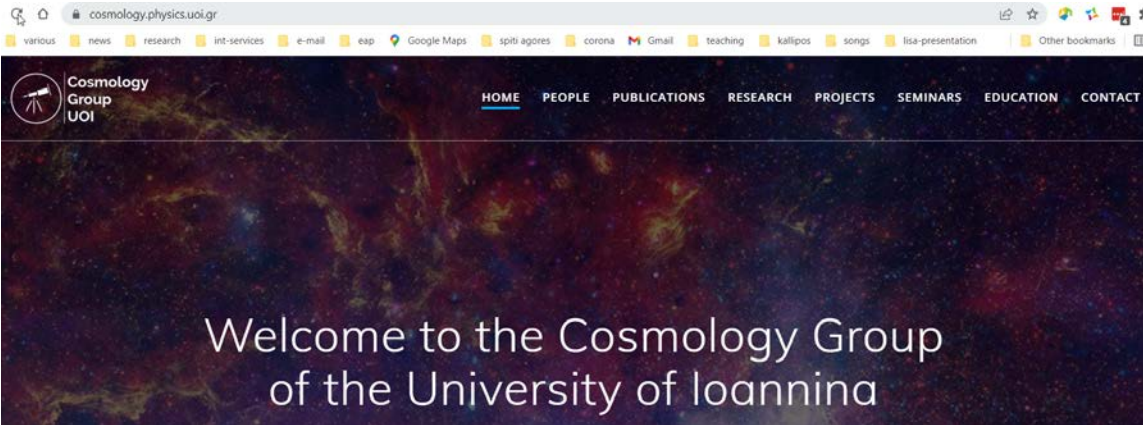 cosmology.physics.uoi.gr
4
various news research int-services e-mail eap Google Maps spiti agores corona Gmail teaching kallipos songs lisa-presentation Other bookmarks
Cosmology
Group
UOI
HOME PEOPLE PUBLICATIONS RESEARCH PROJECTS SEMINARS EDUCATION CONTACT
Welcome to the Cosmology Group
of the University of Ioannina